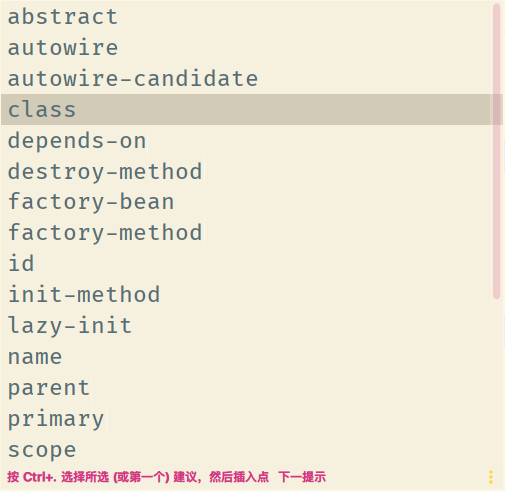 abstract
autowire
autowire-candidate
class
depends-on
destroy-method
factory-bean
factory-method
id
init-method
lazy-init
name
parent
primary
scope
按 Ctrl+. 选择所选 (或第一个) 建议，然后插入点 下一提示